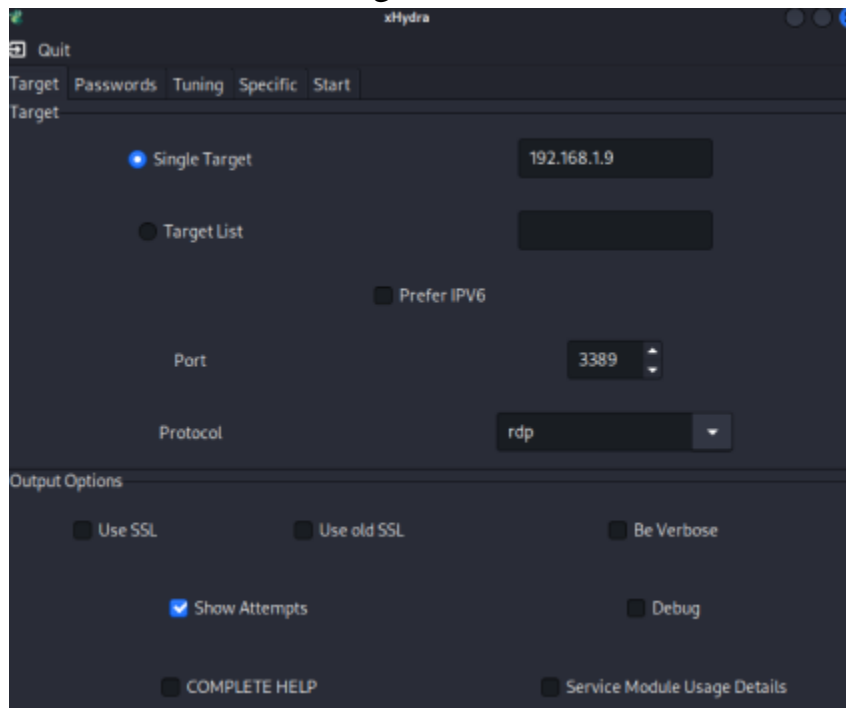 xHydra
Quit
Target Passwords Tuning Specific Start
Target
Single Target 192.168.1.9
Target List
Prefer IPV6
Port 3389
Protocol rdp
Output Options
Use SSL Use old SSL Be Verbose
Show Attempts Debug
COMPLETE HELP Service Module Usage Details